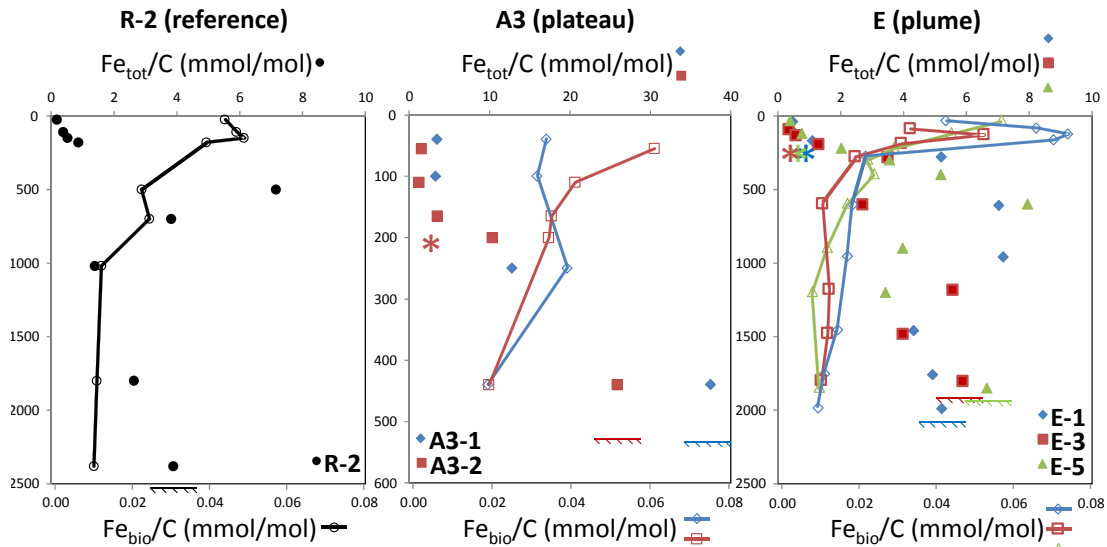 R-2 (reference) A3 (plateau) E (plume)
Fetot/C (mmol/mol) Fetot/C (mmol/mol) Fetot/C (mmol/mol)
0 2 4 6 8 10 0 10 20 30 40 0 2 4 6 8 10
0
500
1000
1500
2000
2500
0
100
200
300
400
500
600
0
500
1000
1500
2000
2500
R-2
A3-1
A3-2
E-1
E-3
E-5
0.00 0.02 0.04 0.06 0.08 0.00 0.02 0.04 0.06 0.00 0.02 0.04 0.06 0.08
Febio/C (mmol/mol) Febio/C (mmol/mol) Febio/C (mmol/mol)